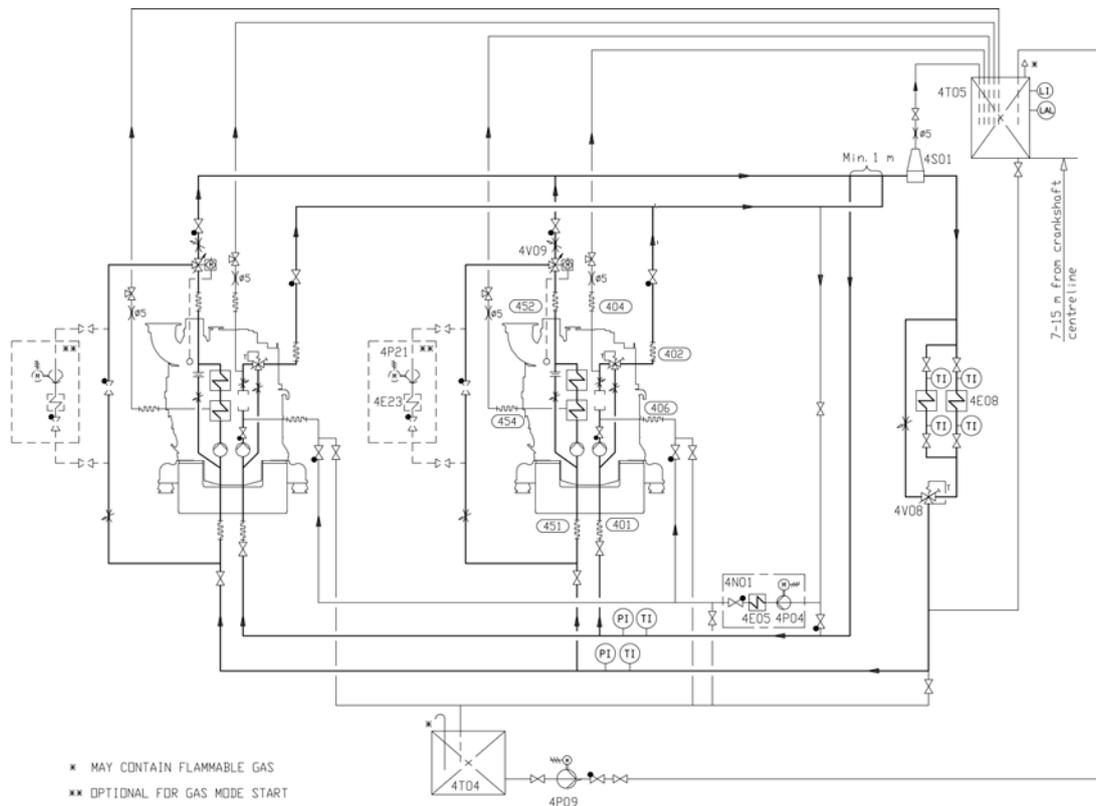 4T05
*
LI
LAL
ø5
4S01
Min. 1 m
7-15 m from crankshaft
centreline
4V09
ø5
ø5
ø5
ø5
452
404
**
**
4P21
4E23
T
T
402
406
454
TI
TI
4E08
TI
TI
T
4V08
451
401
M
M
4N01
M
4E05
4P04
PI
TI
PI
TI
*
4T04
M
4P09
* MAY CONTAIN FLAMMABLE GAS
** OPTIONAL FOR GAS MODE START